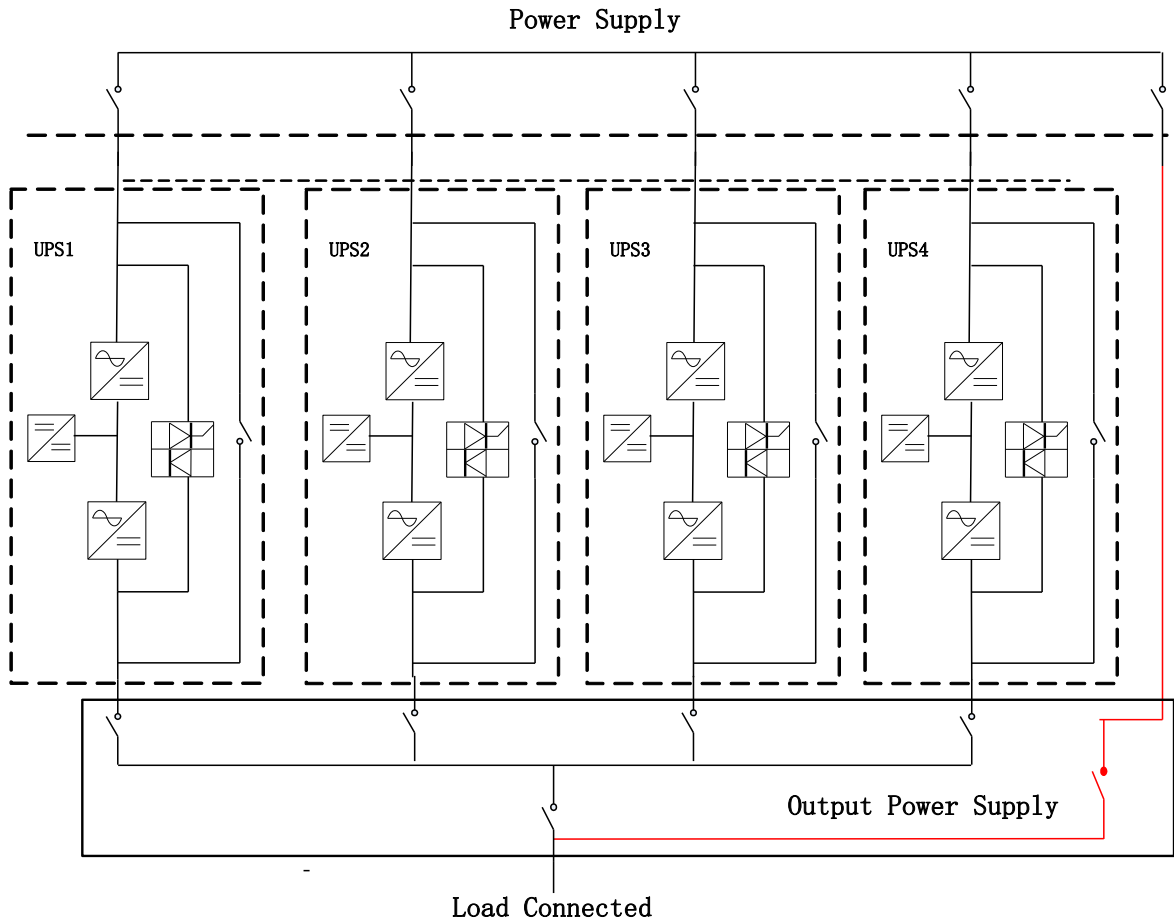 Power Supply
UPS1
UPS2
UPS3
UPS4
Output Power Supply
Load Connected